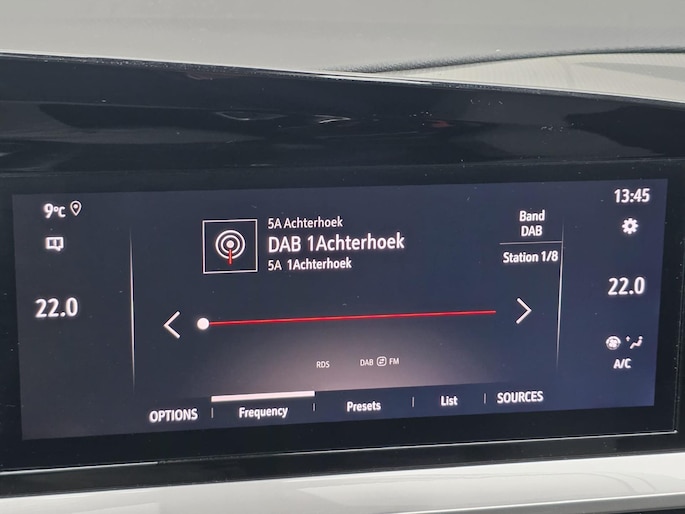 9°C
22.0
5A Achterhoek
DAB 1Achterhoek
5A 1Achterhoek
Band
DAB
Station 1/8
13:45
22.0
A/C
RDS
DAB FM
OPTIONS
Frequency
Presets
List
SOURCES